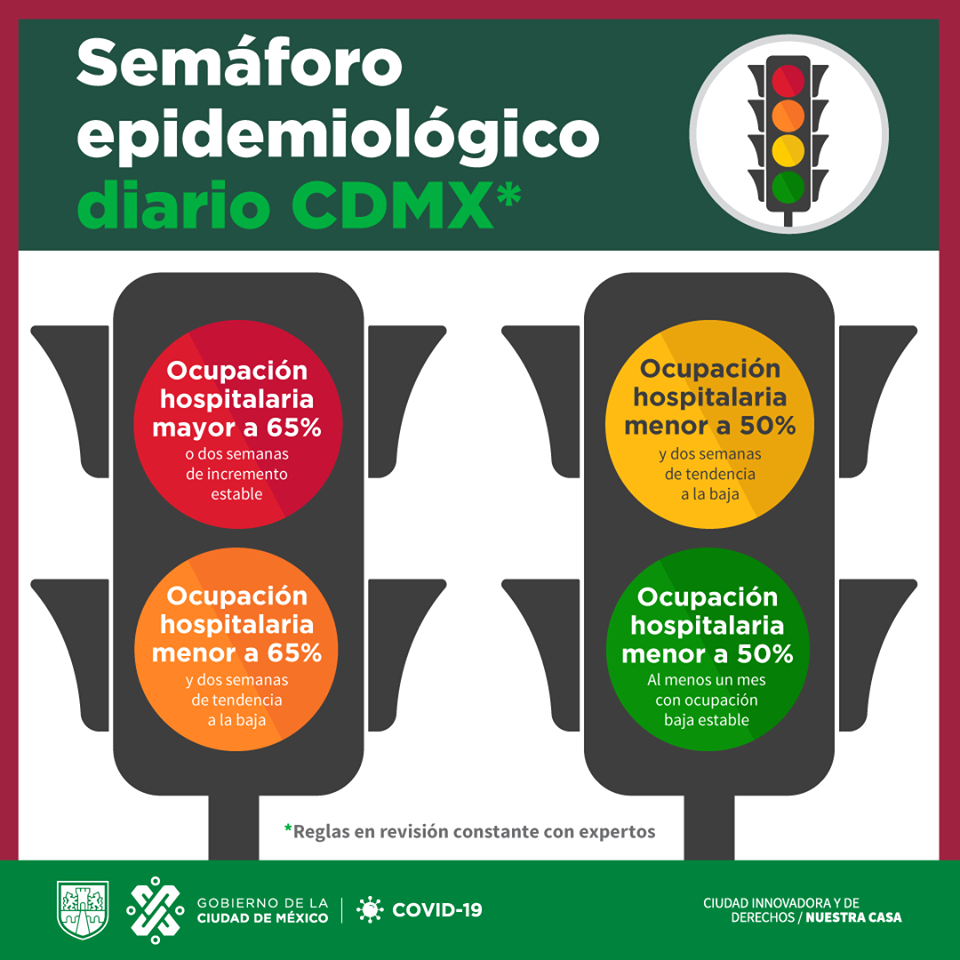 Semáforo
epidemiológico
diario CDMX*
Ocupación
hospitalaria
mayor a 65%
o dos semanas
de incremento
estable
Ocupación
hospitalaria
menor a 65%
y dos semanas
de tendencia
a la baja
Ocupación
hospitalaria
menor a 50%
y dos semanas
de tendencia
a la baja
Ocupación
hospitalaria
menor a 50%
Al menos un mes
con ocupación
baja estable
*Reglas en revisión constante con expertos
GOBIERNO DE LA
CIUDAD DE MÉXICO
COVID-19
CIUDAD INNOVADORA Y DE
DERECHOS / NUESTRA CASA